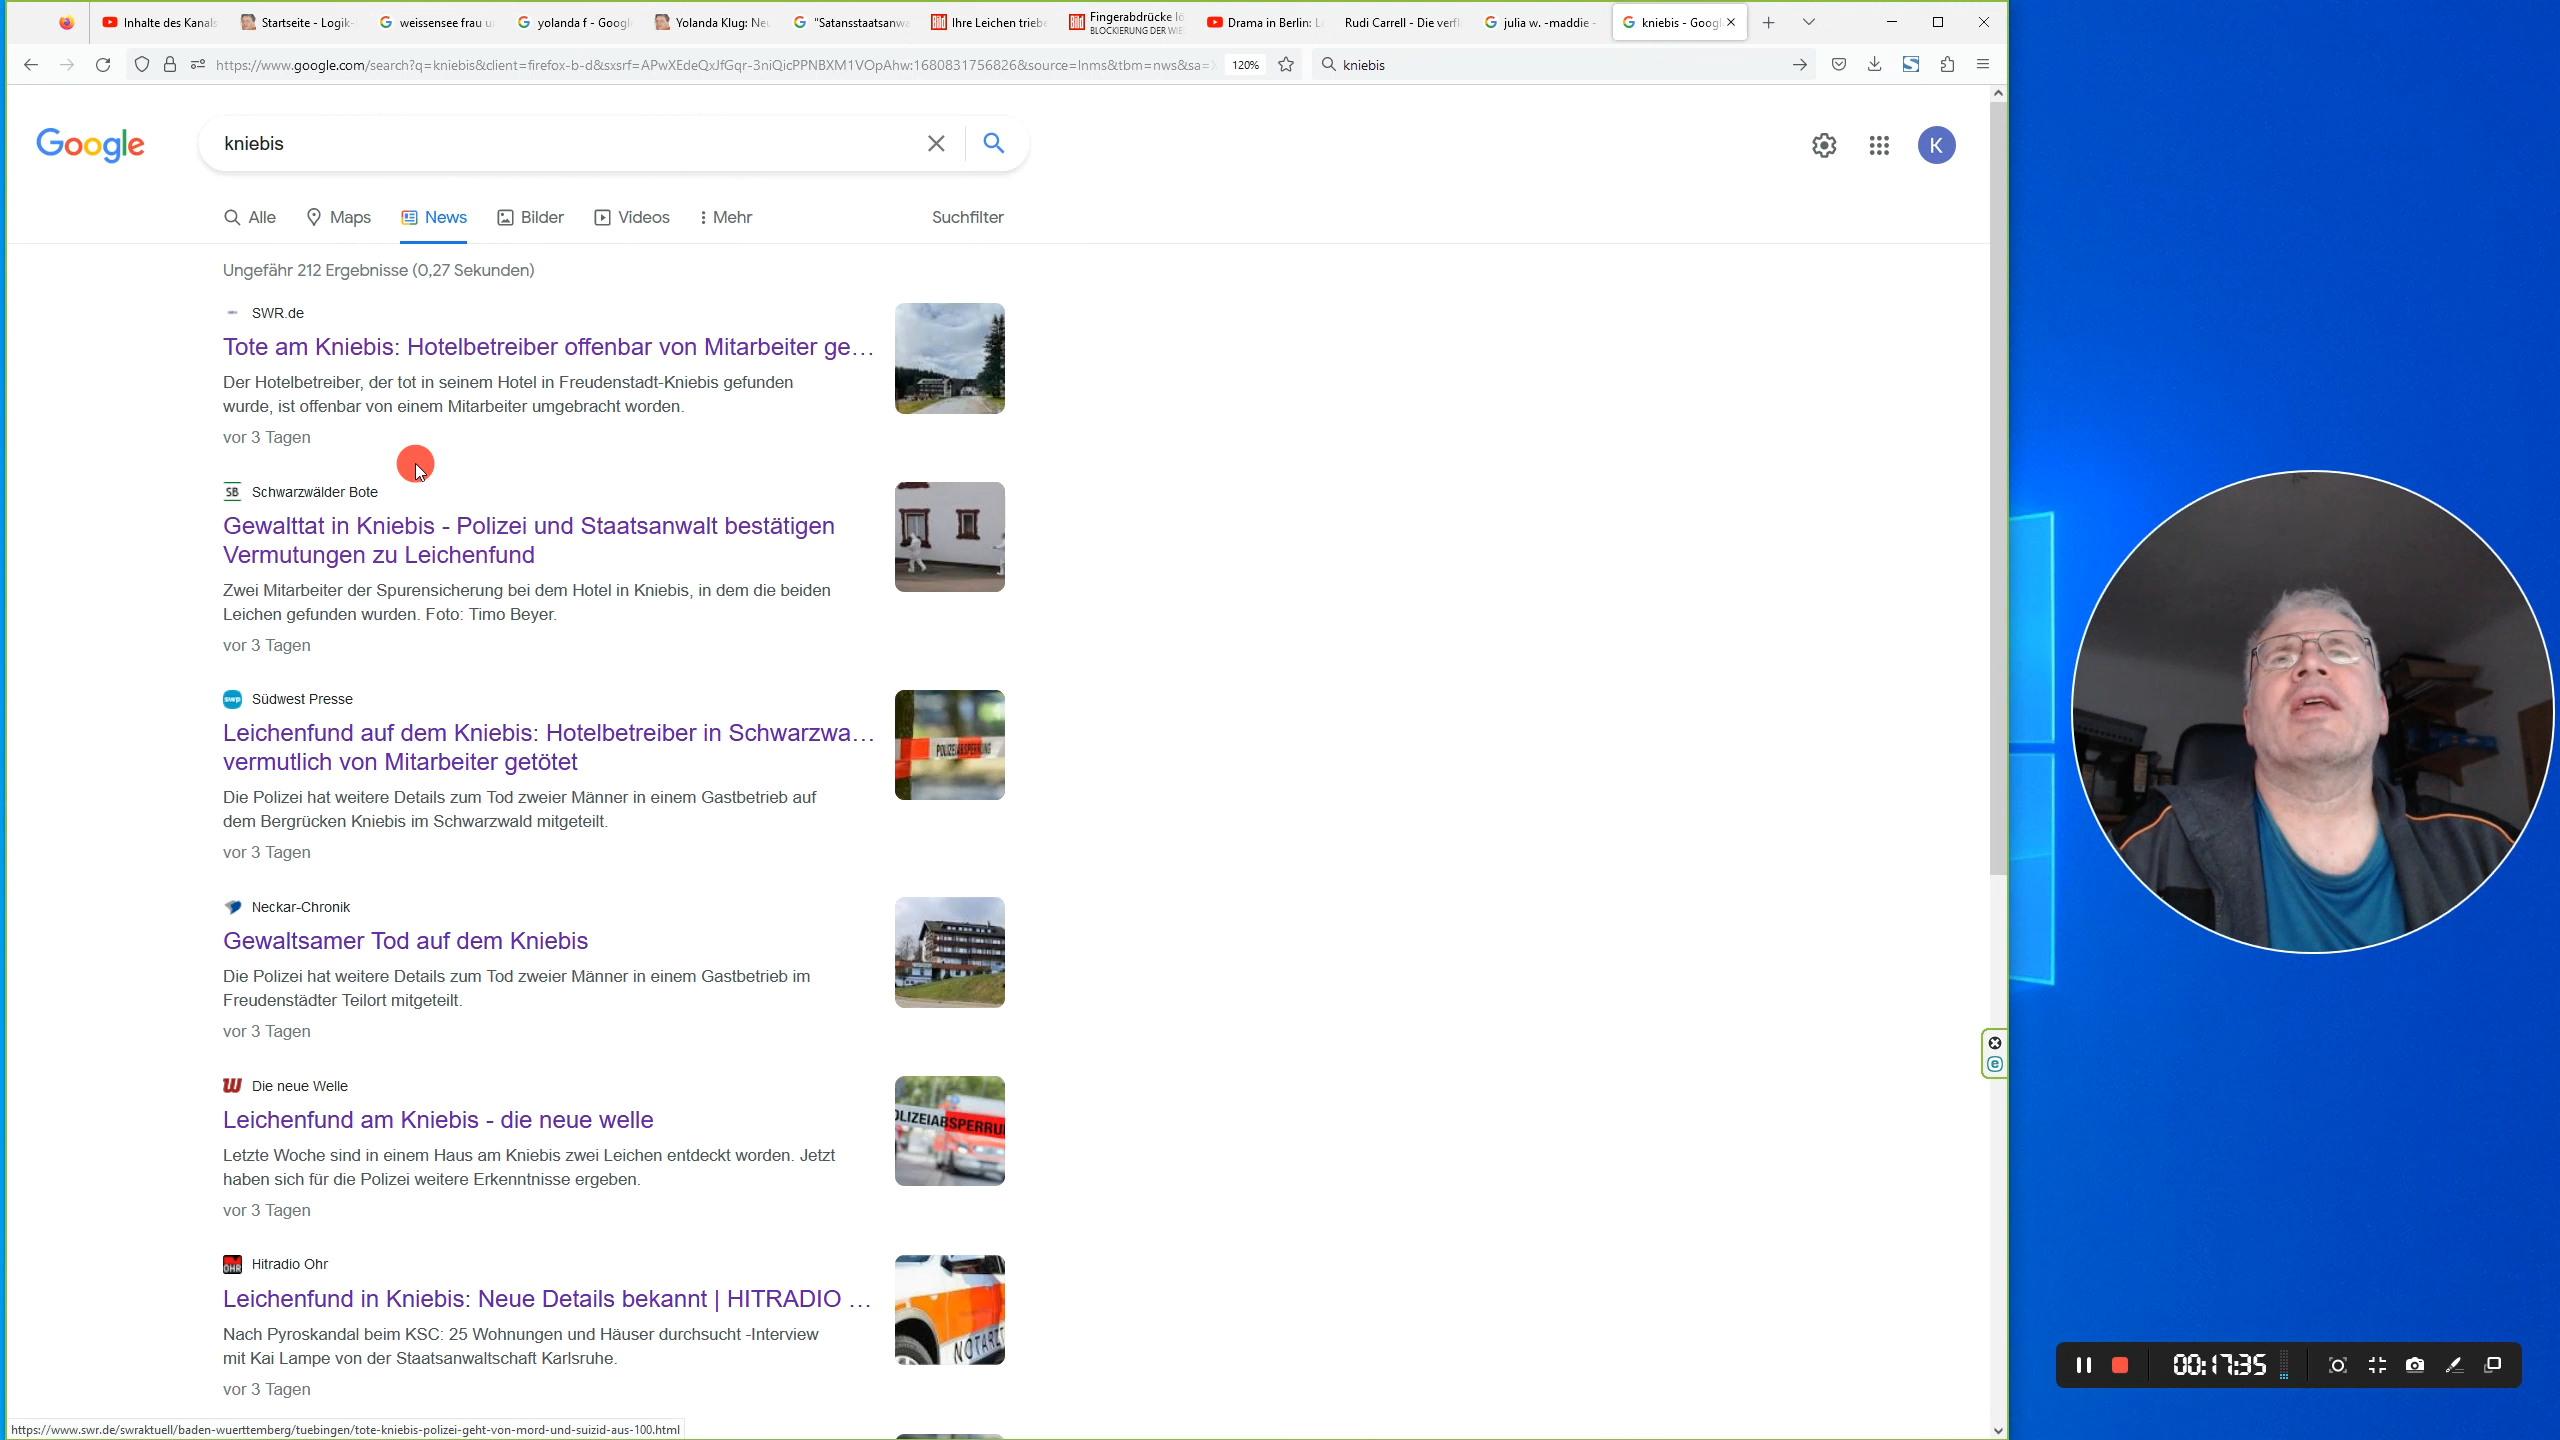 Inhalte des Kanals
Startseite - Logik-
weissensee frau u
yolanda f - Googl
Yolanda Klug: Neu
"Satansstaatsanwa
Ihre Leichen triebe
Fingerabdrücke lö
BLOCKIERUNG DER WIE
Drama in Berlin: L
Rudi Carrell - Die verfl
julia w. -maddie -
kniebis - Googl
https://www.google.com/search?q=kniebis&client=firefox-b-d&sxsrf=APwXEdeQxJfGqr-3niQicPPNBXM1VOpAhw:1680831756826&source=lnms&tbm=nws&sa=X
120%
kniebis
Google
kniebis
K
Alle
Maps
News
Bilder
Videos
Mehr
Suchfilter
Ungefähr 212 Ergebnisse (0,27 Sekunden)
SWR.de
Tote am Kniebis: Hotelbetreiber offenbar von Mitarbeiter ge...
Der Hotelbetreiber, der tot in seinem Hotel in Freudenstadt-Kniebis gefunden
wurde, ist offenbar von einem Mitarbeiter umgebracht worden.
vor 3 Tagen
SB Schwarzwälder Bote
Gewalttat in Kniebis - Polizei und Staatsanwalt bestätigen
Vermutungen zu Leichenfund
Zwei Mitarbeiter der Spurensicherung bei dem Hotel in Kniebis, in dem die beiden
Leichen gefunden wurden. Foto: Timo Beyer.
vor 3 Tagen
swp Südwest Presse
Leichenfund auf dem Kniebis: Hotelbetreiber in Schwarzwa...
vermutlich von Mitarbeiter getötet
Die Polizei hat weitere Details zum Tod zweier Männer in einem Gastbetrieb auf
dem Bergrücken Kniebis im Schwarzwald mitgeteilt.
vor 3 Tagen
POLIZEIABSPERRUNG
Neckar-Chronik
Gewaltsamer Tod auf dem Kniebis
Die Polizei hat weitere Details zum Tod zweier Männer in einem Gastbetrieb im
Freudenstädter Teilort mitgeteilt.
vor 3 Tagen
Die neue Welle
Leichenfund am Kniebis - die neue welle
Letzte Woche sind in einem Haus am Kniebis zwei Leichen entdeckt worden. Jetzt
haben sich für die Polizei weitere Erkenntnisse ergeben.
vor 3 Tagen
OLIZEIABSPERRU
OHR Hitradio Ohr
Leichenfund in Kniebis: Neue Details bekannt | HITRADIO ...
Nach Pyroskandal beim KSC: 25 Wohnungen und Häuser durchsucht -Interview
mit Kai Lampe von der Staatsanwaltschaft Karlsruhe.
vor 3 Tagen
NOTARZT
00:17:35
https://www.swr.de/swraktuell/baden-wuerttemberg/tuebingen/tote-kniebis-polizei-geht-von-mord-und-suizid-aus-100.html